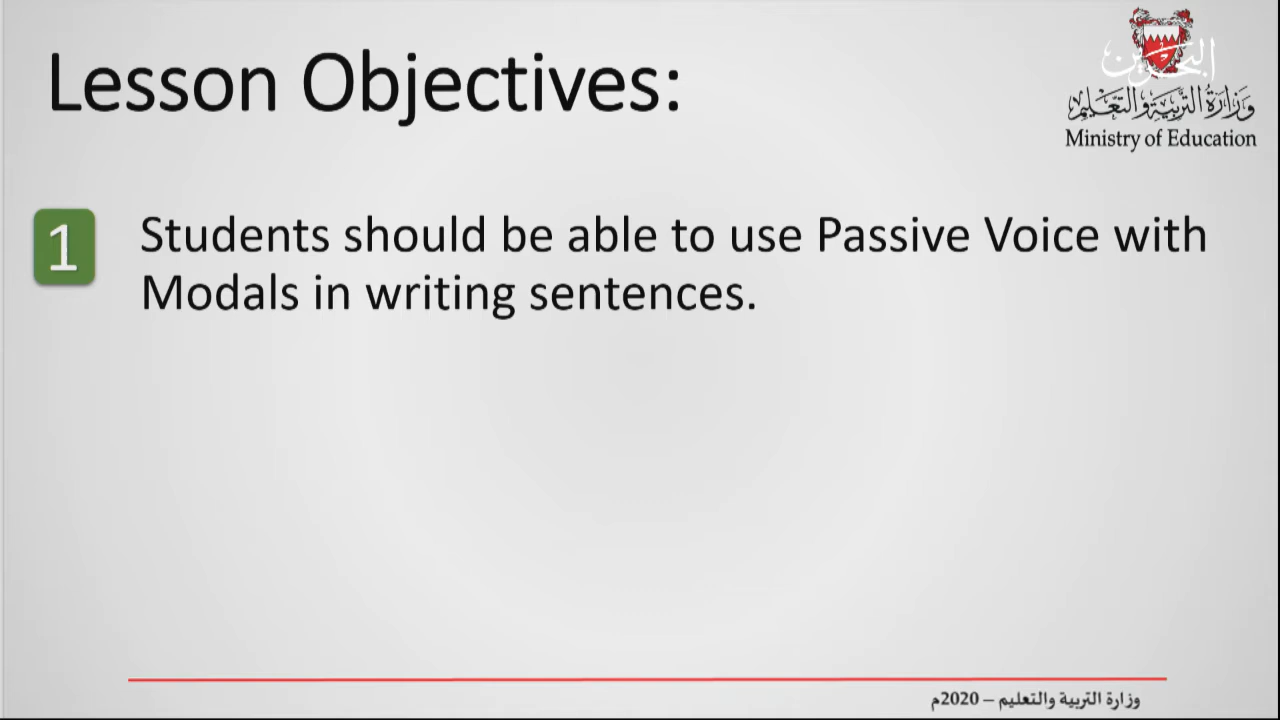 Lesson Objectives:
البحرين
وزارة التربية والتعليم
Ministry of Education
1
Students should be able to use Passive Voice with
Modals in writing sentences.
وزارة التربية والتعليم – 2020م